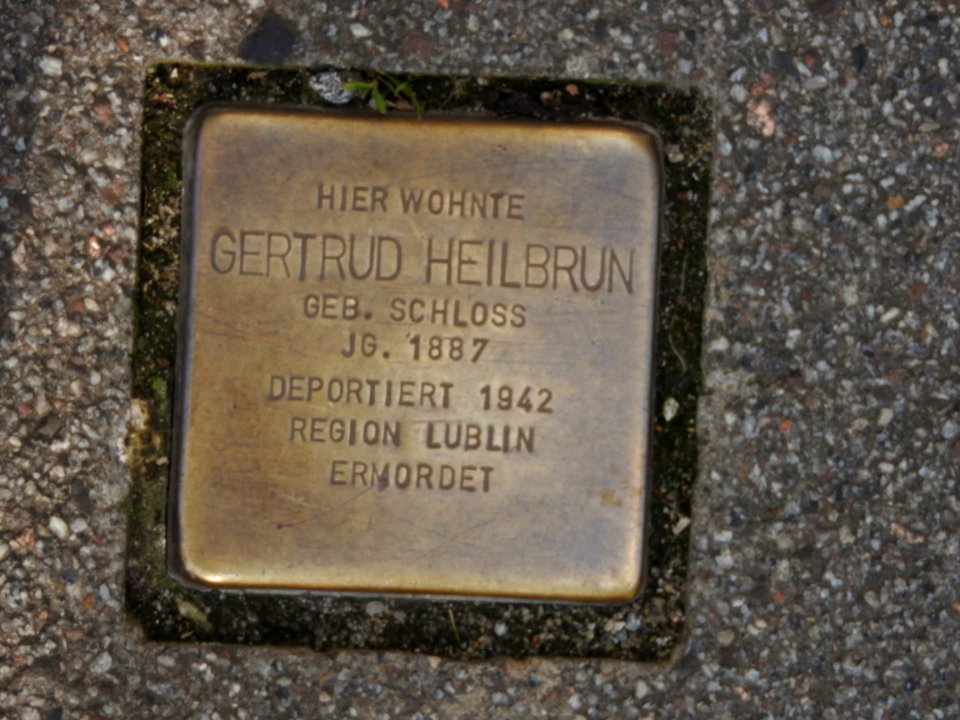 HIER WOHNTE
GERTRUD HEILBRUN
GEB. SCHLOSS
JG. 1887
DEPORTIERT 1942
REGION LUBLIN
ERMORDET